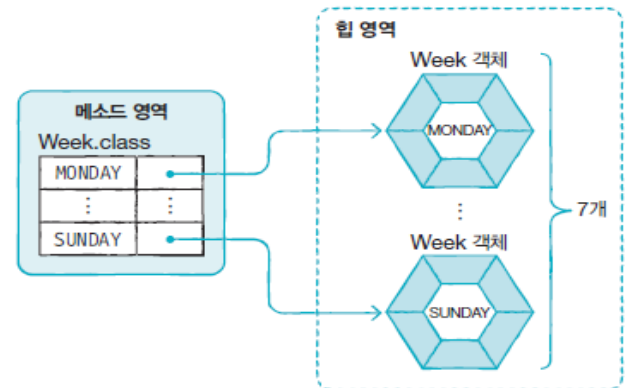 메소드 영역
Week.class
MONDAY
⋮ ⋮
SUNDAY
힙 영역
Week 객체
MONDAY
⋮
Week 객체
SUNDAY
7개